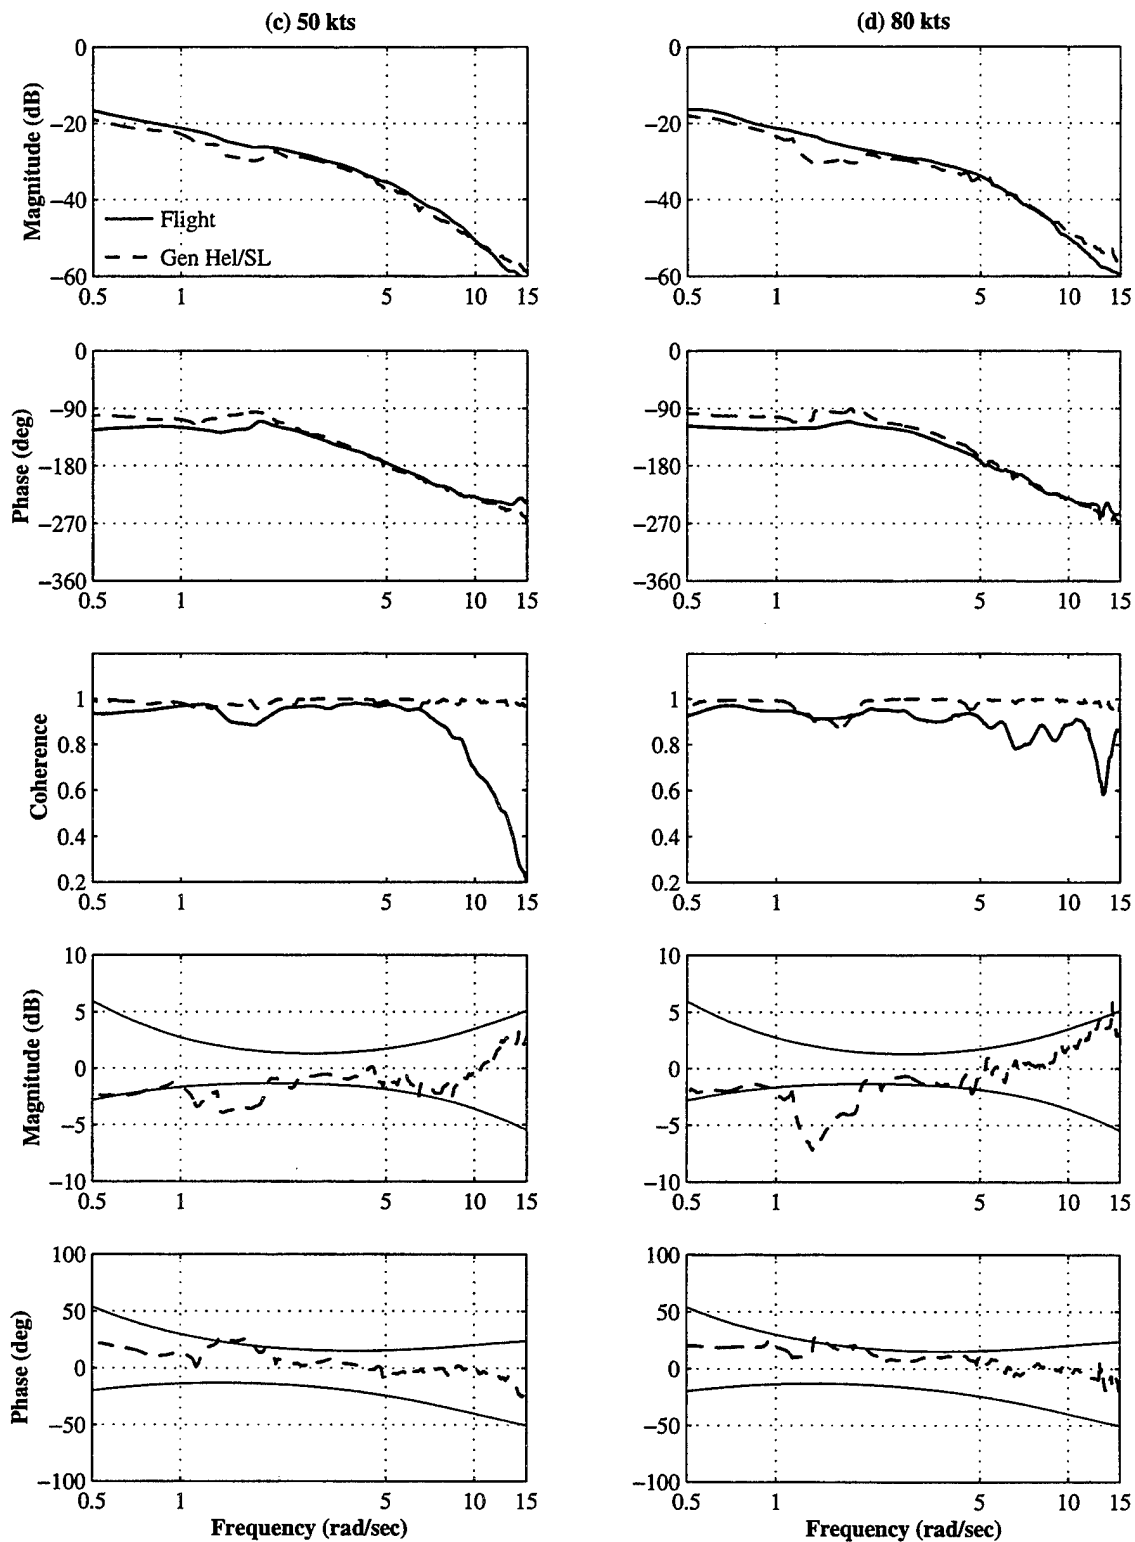 (c) 50 kts
(d) 80 kts
Magnitude (dB)
0
−20
−40
−60
Flight
Gen Hel/SL
0.5 1 5 10 15
0
−20
−40
−60
0.5 1 5 10 15
Phase (deg)
0
−90
−180
−270
−360
0.5 1 5 10 15
0
−90
−180
−270
−360
0.5 1 5 10 15
Coherence
1
0.8
0.6
0.4
0.2
0.5 1 5 10 15
1
0.8
0.6
0.4
0.2
0.5 1 5 10 15
Magnitude (dB)
10
5
0
−5
−10
0.5 1 5 10 15
10
5
0
−5
−10
0.5 1 5 10 15
Phase (deg)
100
50
0
−50
−100
0.5 1 5 10 15
Frequency (rad/sec)
100
50
0
−50
−100
0.5 1 5 10 15
Frequency (rad/sec)